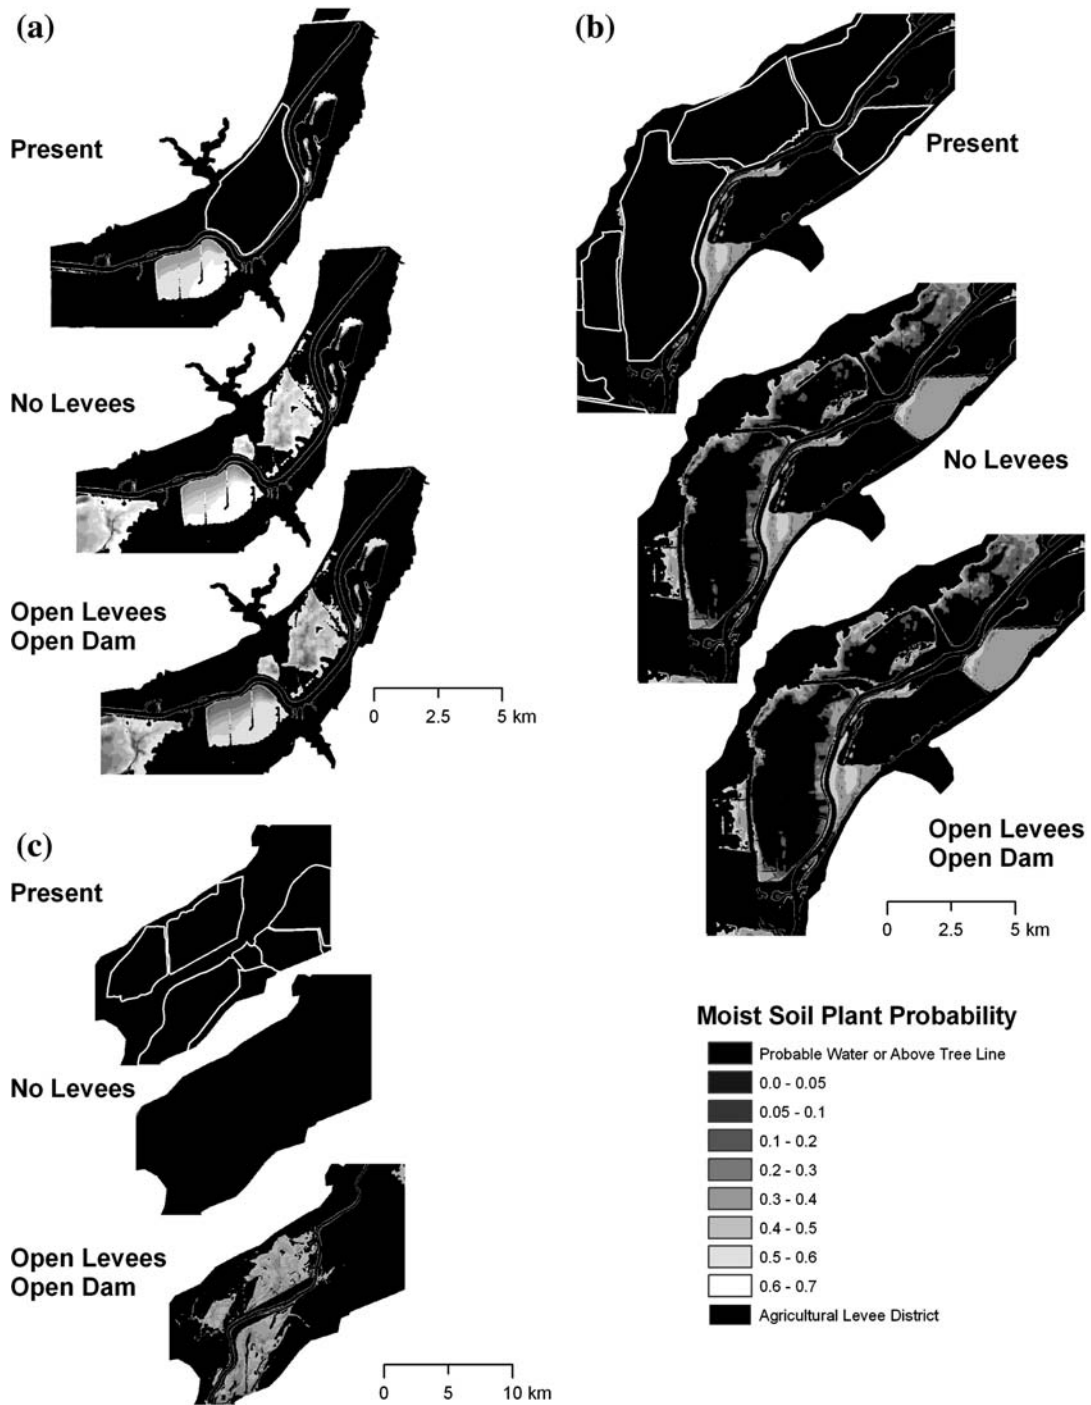 (a)
Present
No Levees
Open Levees
Open Dam
0 2.5 5 km
(b)
Present
No Levees
Open Levees
Open Dam
0 2.5 5 km
(c)
Present
No Levees
Open Levees
Open Dam
0 5 10 km
Moist Soil Plant Probability
Probable Water or Above Tree Line
0.0 - 0.05
0.05 - 0.1
0.1 - 0.2
0.2 - 0.3
0.3 - 0.4
0.4 - 0.5
0.5 - 0.6
0.6 - 0.7
Agricultural Levee District